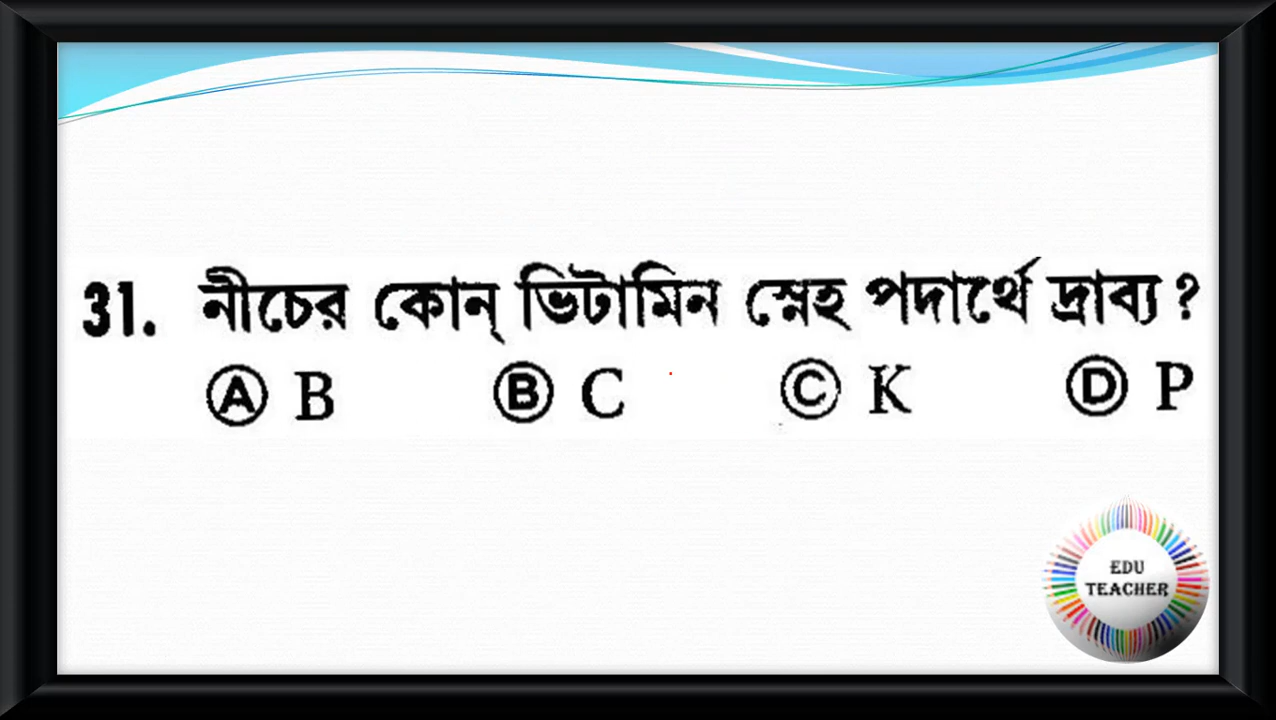 31. নীচের কোন্ ভিটামিন স্নেহ পদার্থে দ্রাব্য ?
Ⓐ B Ⓑ C Ⓒ K Ⓓ P
EDU
TEACHER